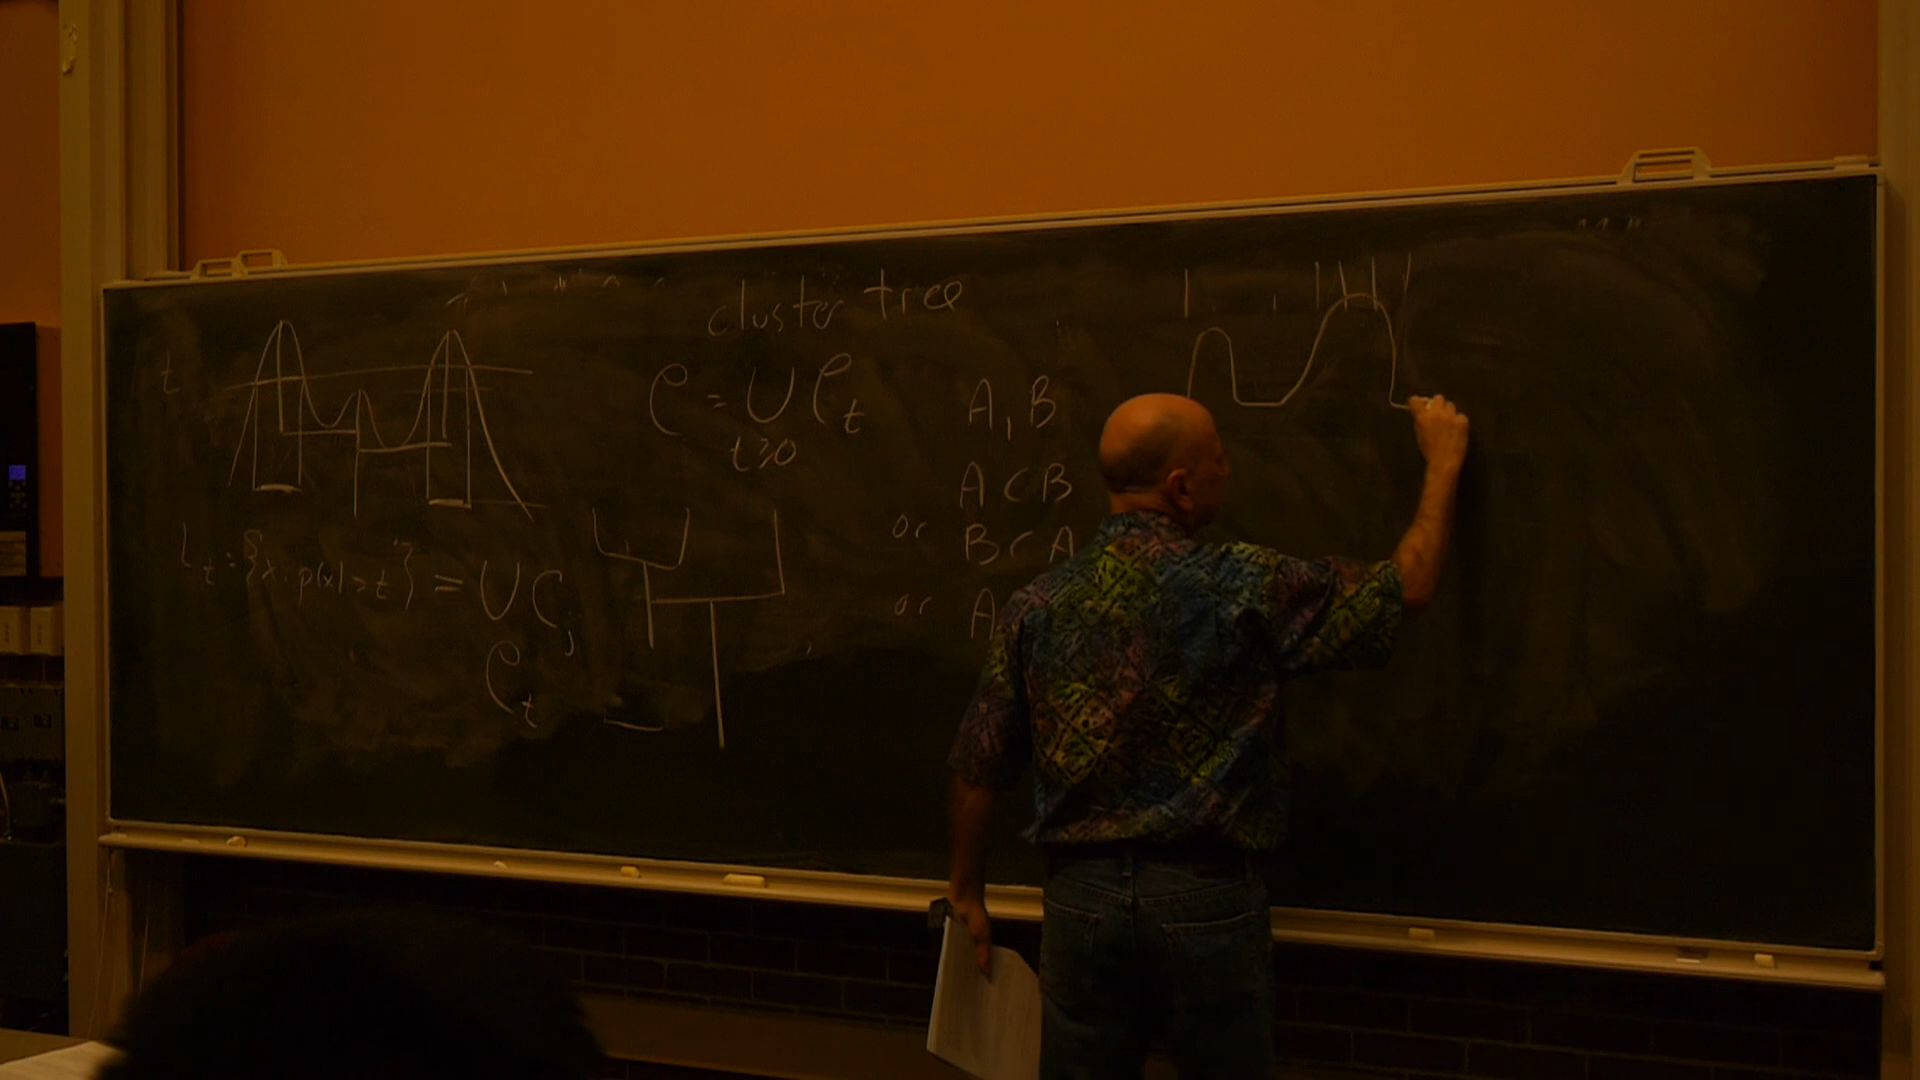 cluster tree
t
C = ∪ C_t
t≥0
A, B
A ⊂ B
or B ⊂ A
or A
L_t = {x : p(x) > t} = ∪ C_j
C_t